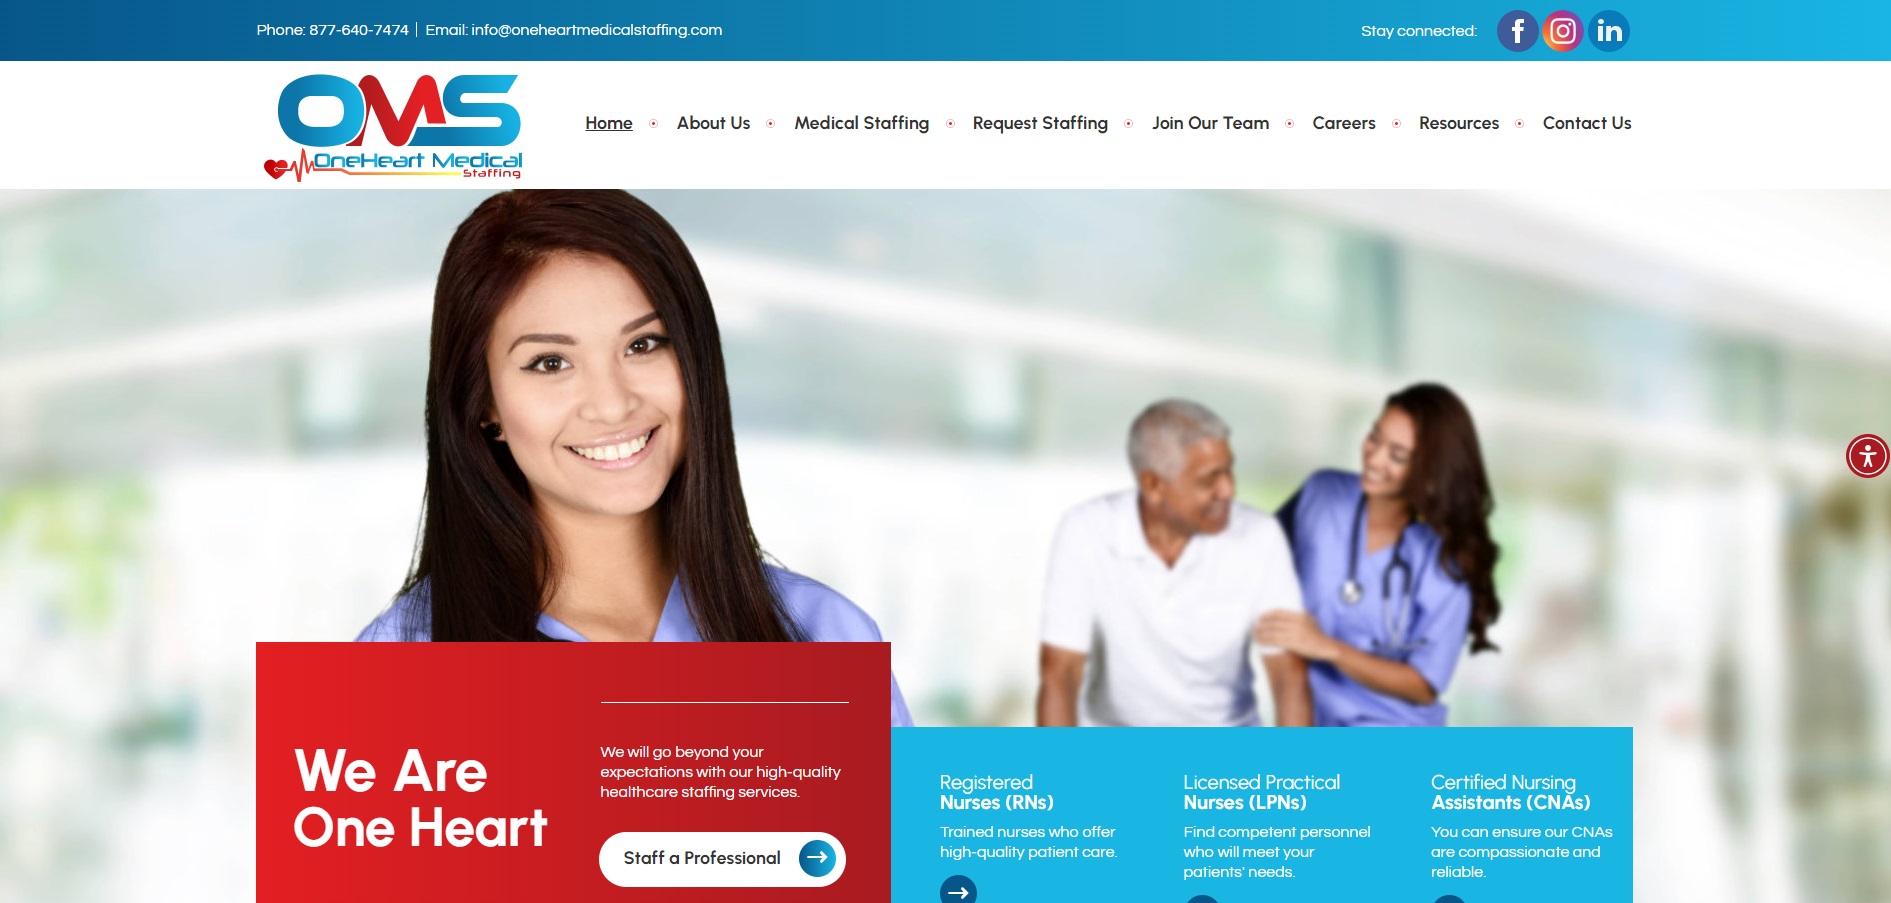 Phone: 877-640-7474 | Email: info@oneheartmedicalstaffing.com
Stay connected:
OMS
OneHeart Medical
Staffing
Home
About Us
Medical Staffing
Request Staffing
Join Our Team
Careers
Resources
Contact Us
We Are
One Heart
We will go beyond your
expectations with our high-quality
healthcare staffing services.
Staff a Professional
Registered
Nurses (RNs)
Trained nurses who offer
high-quality patient care.
Licensed Practical
Nurses (LPNs)
Find competent personnel
who will meet your
patients' needs.
Certified Nursing
Assistants (CNAs)
You can ensure our CNAs
are compassionate and
reliable.